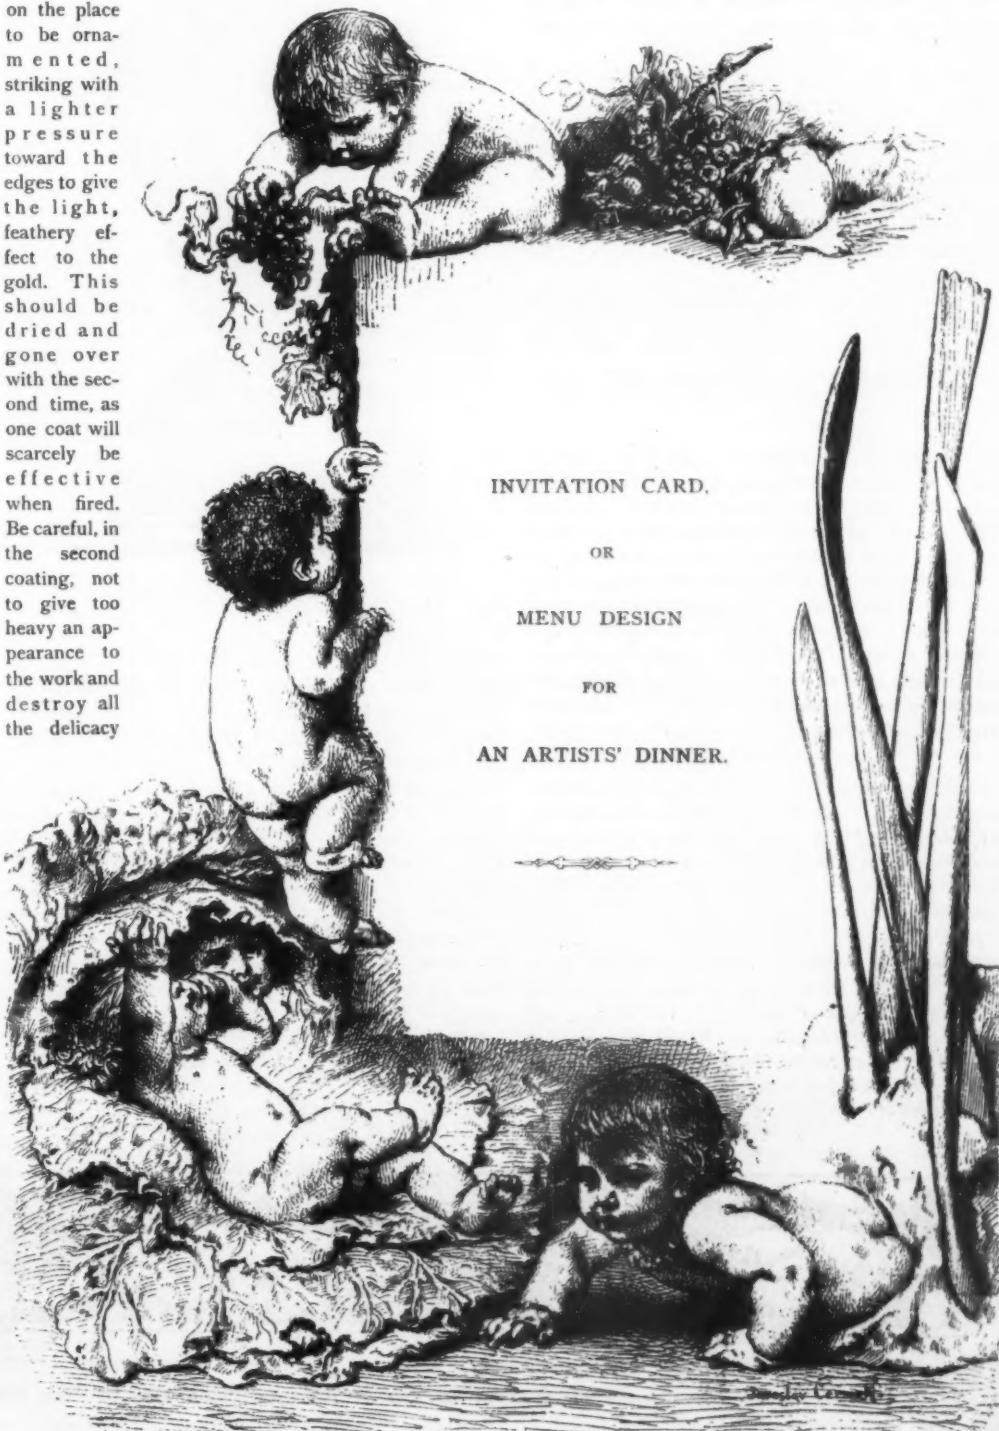 on the place
to be orna-
mented,
striking with
a lighter
pressure
toward the
edges to give
the light,
feathery ef-
fect to the
gold. This
should be
dried and
gone over
with the sec-
ond time, as
one coat will
scarcely be
effective
when fired.
Be careful, in
the second
coating, not
to give too
heavy an ap-
pearance to
the work and
destroy all
the delicacy
INVITATION CARD,
OR
MENU DESIGN
FOR
AN ARTISTS' DINNER.